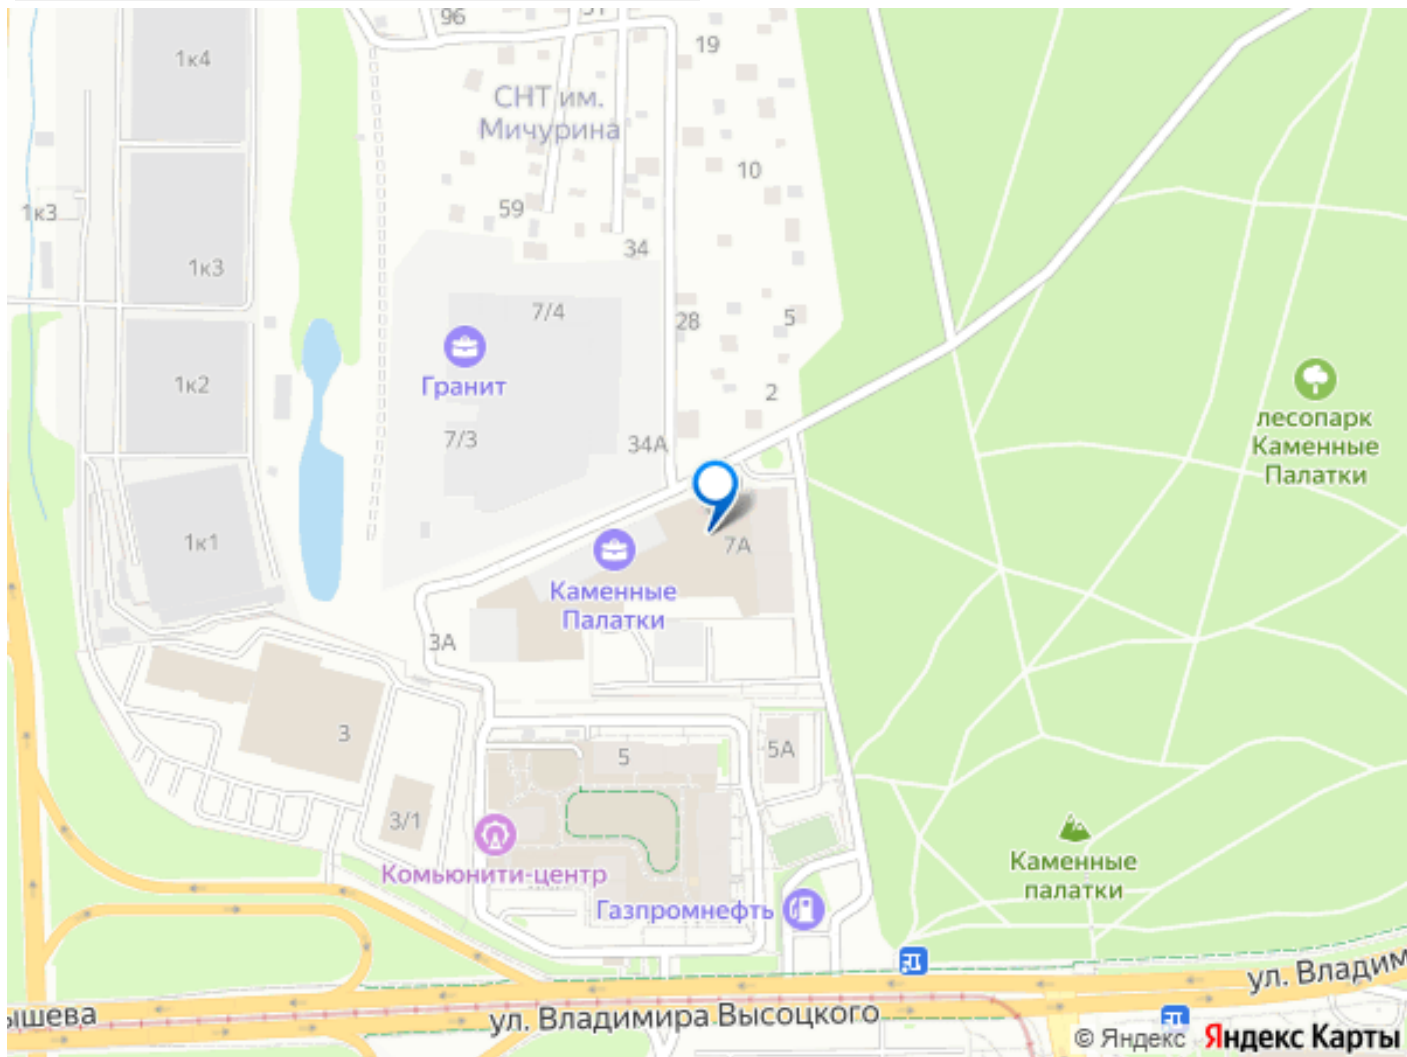 96
51
19
1к4
СНТ им.
Мичурина
10
59
1к3
34
1к3
7/4
28
5
Гранит
1к2
2
лесопарк
Каменные
Палатки
7/3
34А
1к1
7А
Каменные
Палатки
3А
3
5
5А
3/1
Комьюнити-центр
Каменные
палатки
Газпромнефть
ул. Владим
ышева
ул. Владимира Высоцкого
© Яндекс Яндекс Карты